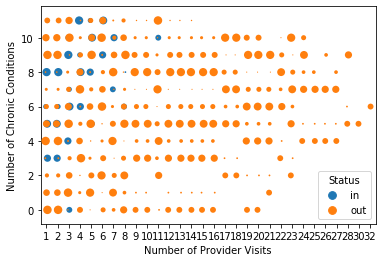 Number of Chronic Conditions
10
8
6
4
2
0
Status
in
out
1 2 3 4 5 6 7 8 9 10 11 12 13 14 15 16 17 18 19 20 21 22 23 24 25 26 27 28 30 32
Number of Provider Visits